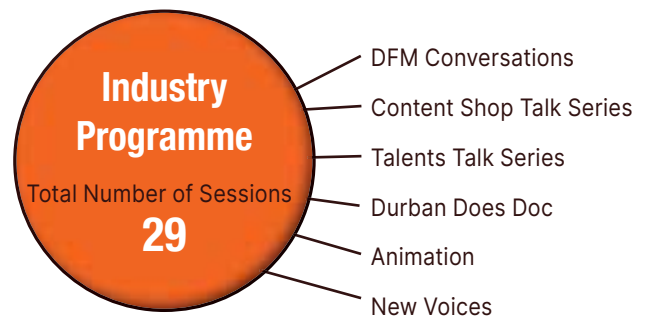 Industry
Programme
Total Number of Sessions
29
DFM Conversations
Content Shop Talk Series
Talents Talk Series
Durban Does Doc
Animation
New Voices